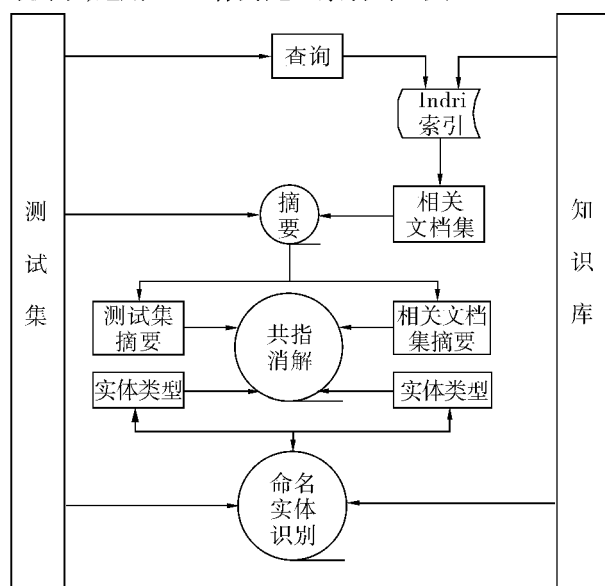 查询
Indri
索引
测
试
集
摘
要
相关
文档集
知
识
库
测试集
摘要
共指
消解
相关文档
集摘要
实体类型
实体类型
命名
实体
识别